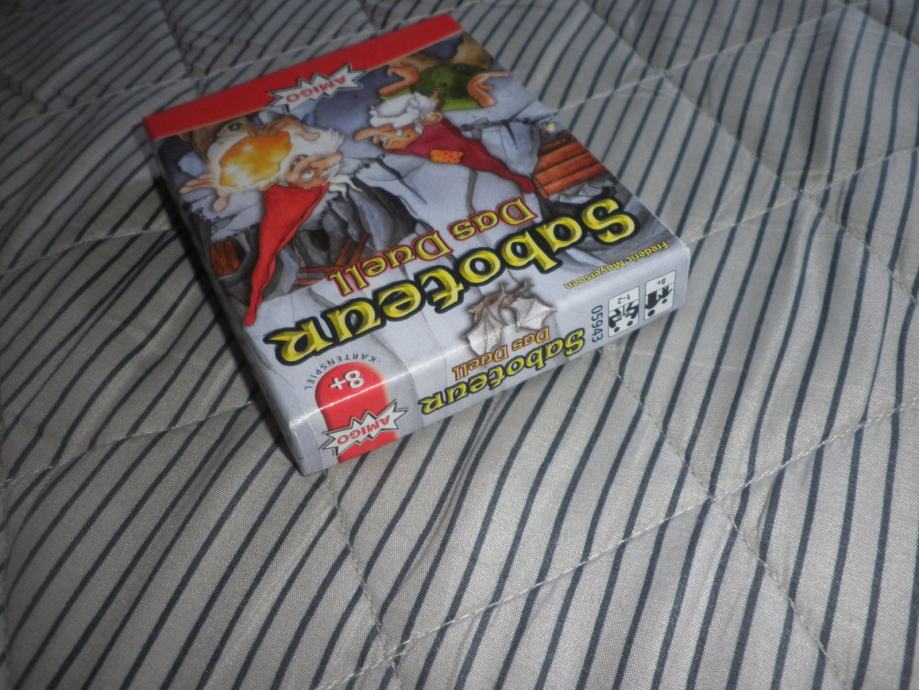 AMIGO
Saboteur
Das Duell
Frederic Moyersoen
8+
KARTENSPIEL
AMIGO
Saboteur
Das Duell
05943
1-2
8+